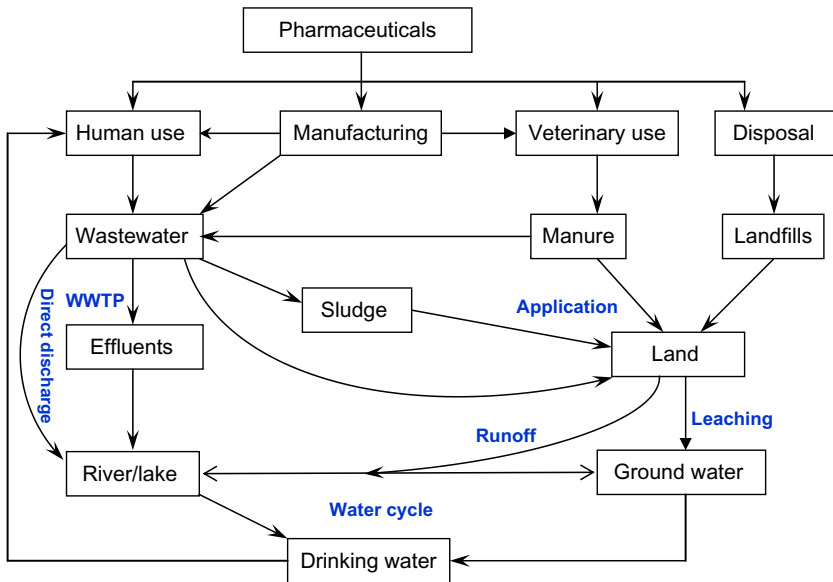 Pharmaceuticals
Human use
Manufacturing
Veterinary use
Disposal
Wastewater
Manure
Landfills
WWTP
Direct discharge
Sludge
Application
Effluents
Land
Runoff
Leaching
River/lake
Ground water
Water cycle
Drinking water